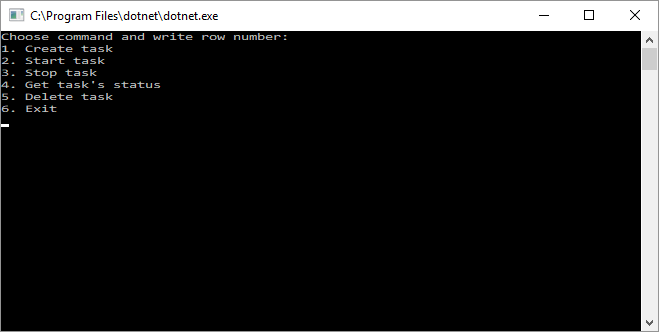 C:\Program Files\dotnet\dotnet.exe
Choose command and write row number:
1. Create task
2. Start task
3. Stop task
4. Get task's status
5. Delete task
6. Exit